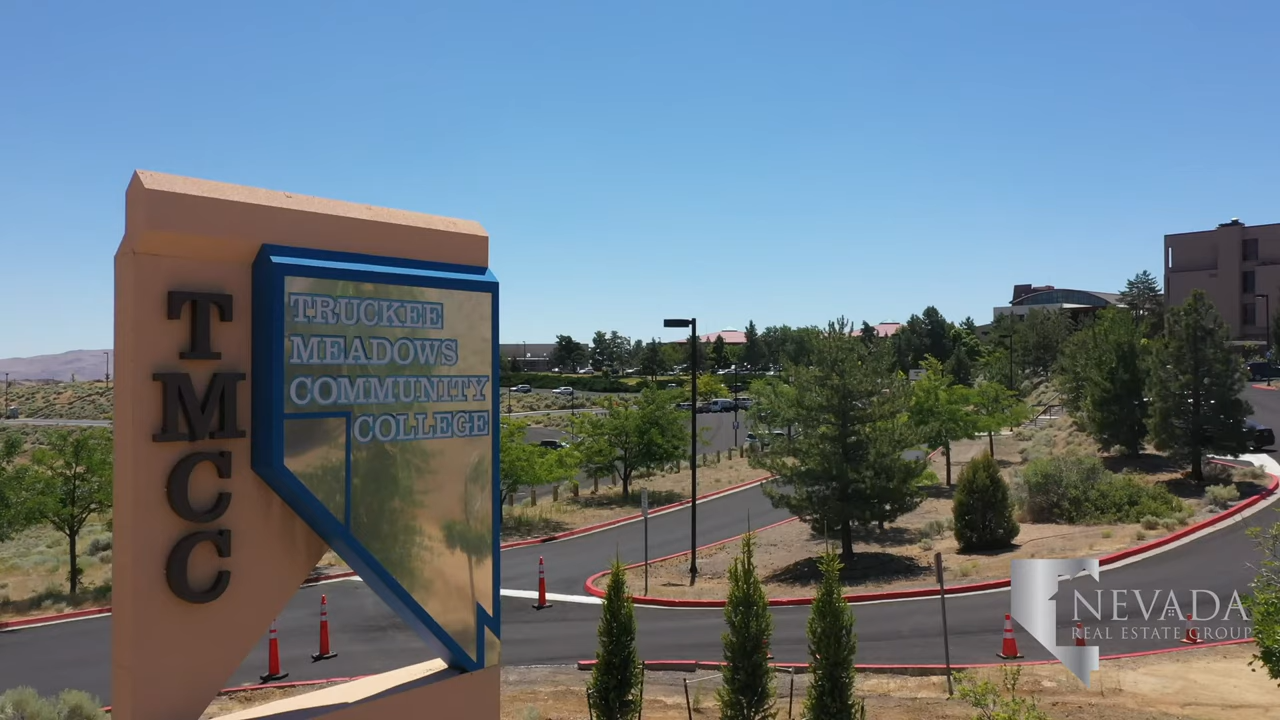 TMCC
TRUCKEE
MEADOWS
COMMUNITY
COLLEGE
NEVADA
REAL ESTATE GROUP